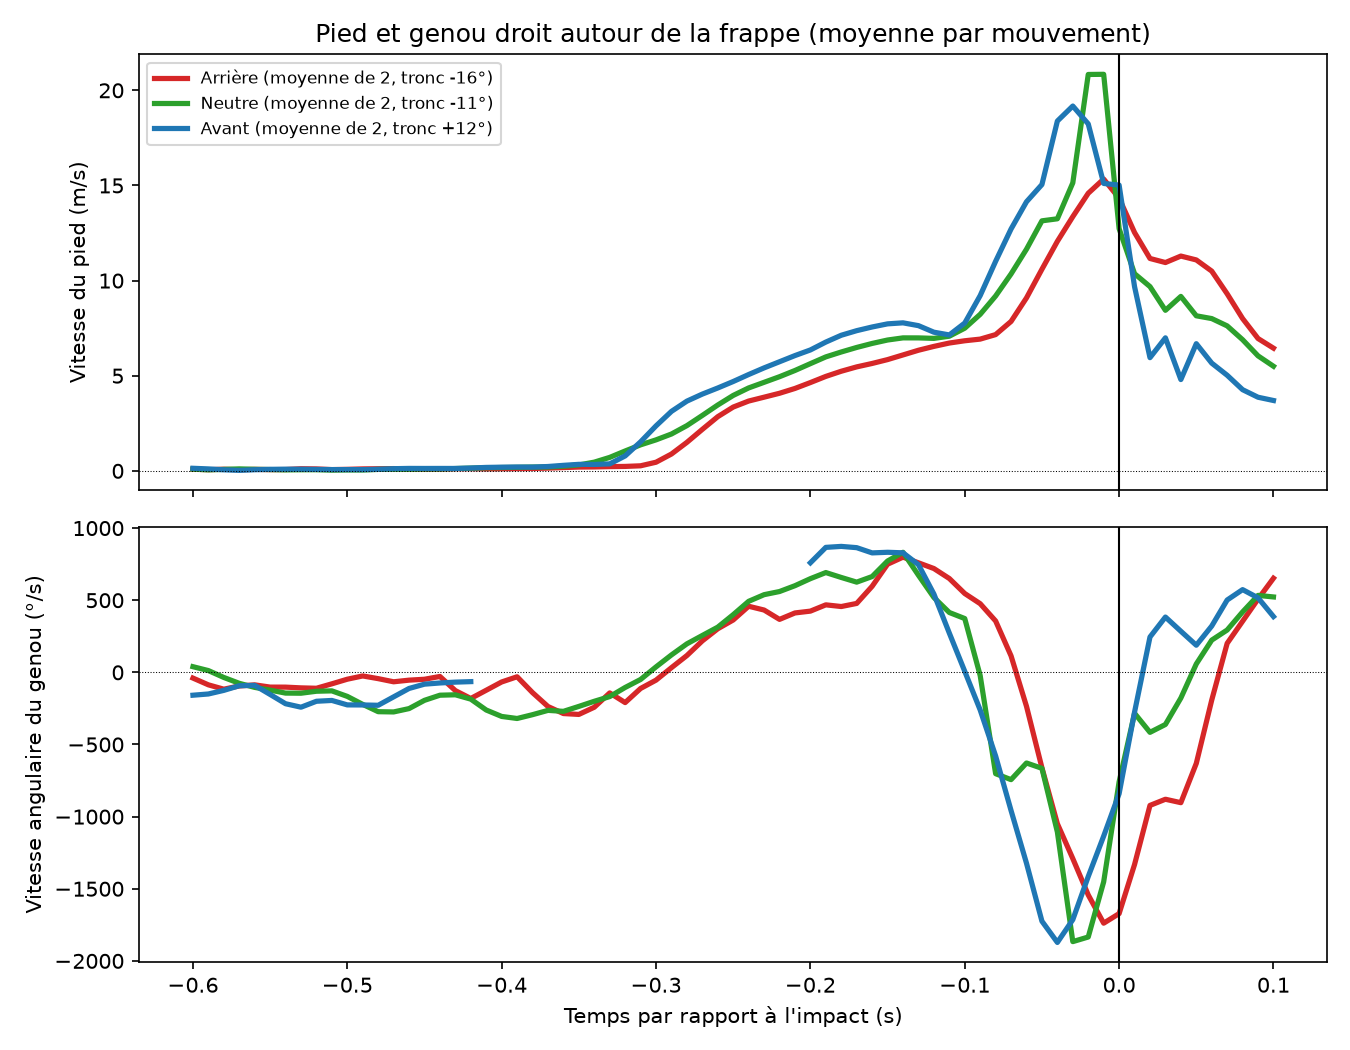 Pied et genou droit autour de la frappe (moyenne par mouvement)
Arrière (moyenne de 2, tronc -16°)
Neutre (moyenne de 2, tronc -11°)
Avant (moyenne de 2, tronc +12°)
Vitesse du pied (m/s)
20
15
10
5
0
Vitesse angulaire du genou (°/s)
1000
500
0
−500
−1000
−1500
−2000
−0.6 −0.5 −0.4 −0.3 −0.2 −0.1 0.0 0.1
Temps par rapport à l'impact (s)